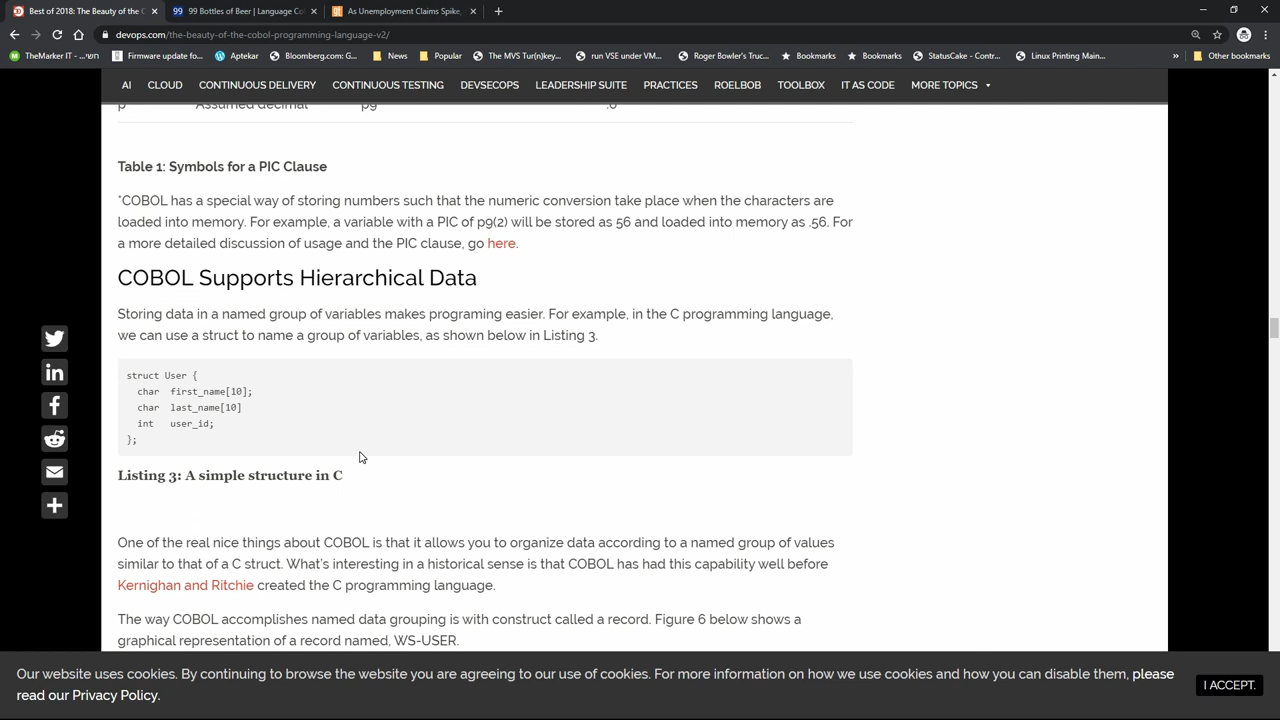 Best of 2018: The Beauty of the C
99 Bottles of Beer | Language Co
As Unemployment Claims Spike,
devops.com/the-beauty-of-the-cobol-programming-language-v2/
TheMarker IT - ...חשי
Firmware update fo...
Aptekar
Bloomberg.com: G...
News
Popular
The MVS Tur(n)key...
run VSE under VM...
Roger Bowler's Truc...
Bookmarks
Bookmarks
StatusCake - Contr...
Linux Printing Main...
»
Other bookmarks
AI CLOUD CONTINUOUS DELIVERY CONTINUOUS TESTING DEVSECOPS LEADERSHIP SUITE PRACTICES ROELBOB TOOLBOX IT AS CODE MORE TOPICS
p Assumed decimal p9 .6
Table 1: Symbols for a PIC Clause
*COBOL has a special way of storing numbers such that the numeric conversion take place when the characters are
loaded into memory. For example, a variable with a PIC of p9(2) will be stored as 56 and loaded into memory as .56. For
a more detailed discussion of usage and the PIC clause, go here.
COBOL Supports Hierarchical Data
Storing data in a named group of variables makes programing easier. For example, in the C programming language,
we can use a struct to name a group of variables, as shown below in Listing 3.
struct User {
char first_name[10];
char last_name[10]
int user_id;
};
Listing 3: A simple structure in C
One of the real nice things about COBOL is that it allows you to organize data according to a named group of values
similar to that of a C struct. What's interesting in a historical sense is that COBOL has had this capability well before
Kernighan and Ritchie created the C programming language.
The way COBOL accomplishes named data grouping is with construct called a record. Figure 6 below shows a
graphical representation of a record named, WS-USER.
Our website uses cookies. By continuing to browse the website you are agreeing to our use of cookies. For more information on how we use cookies and how you can disable them, please
read our Privacy Policy.
I ACCEPT.